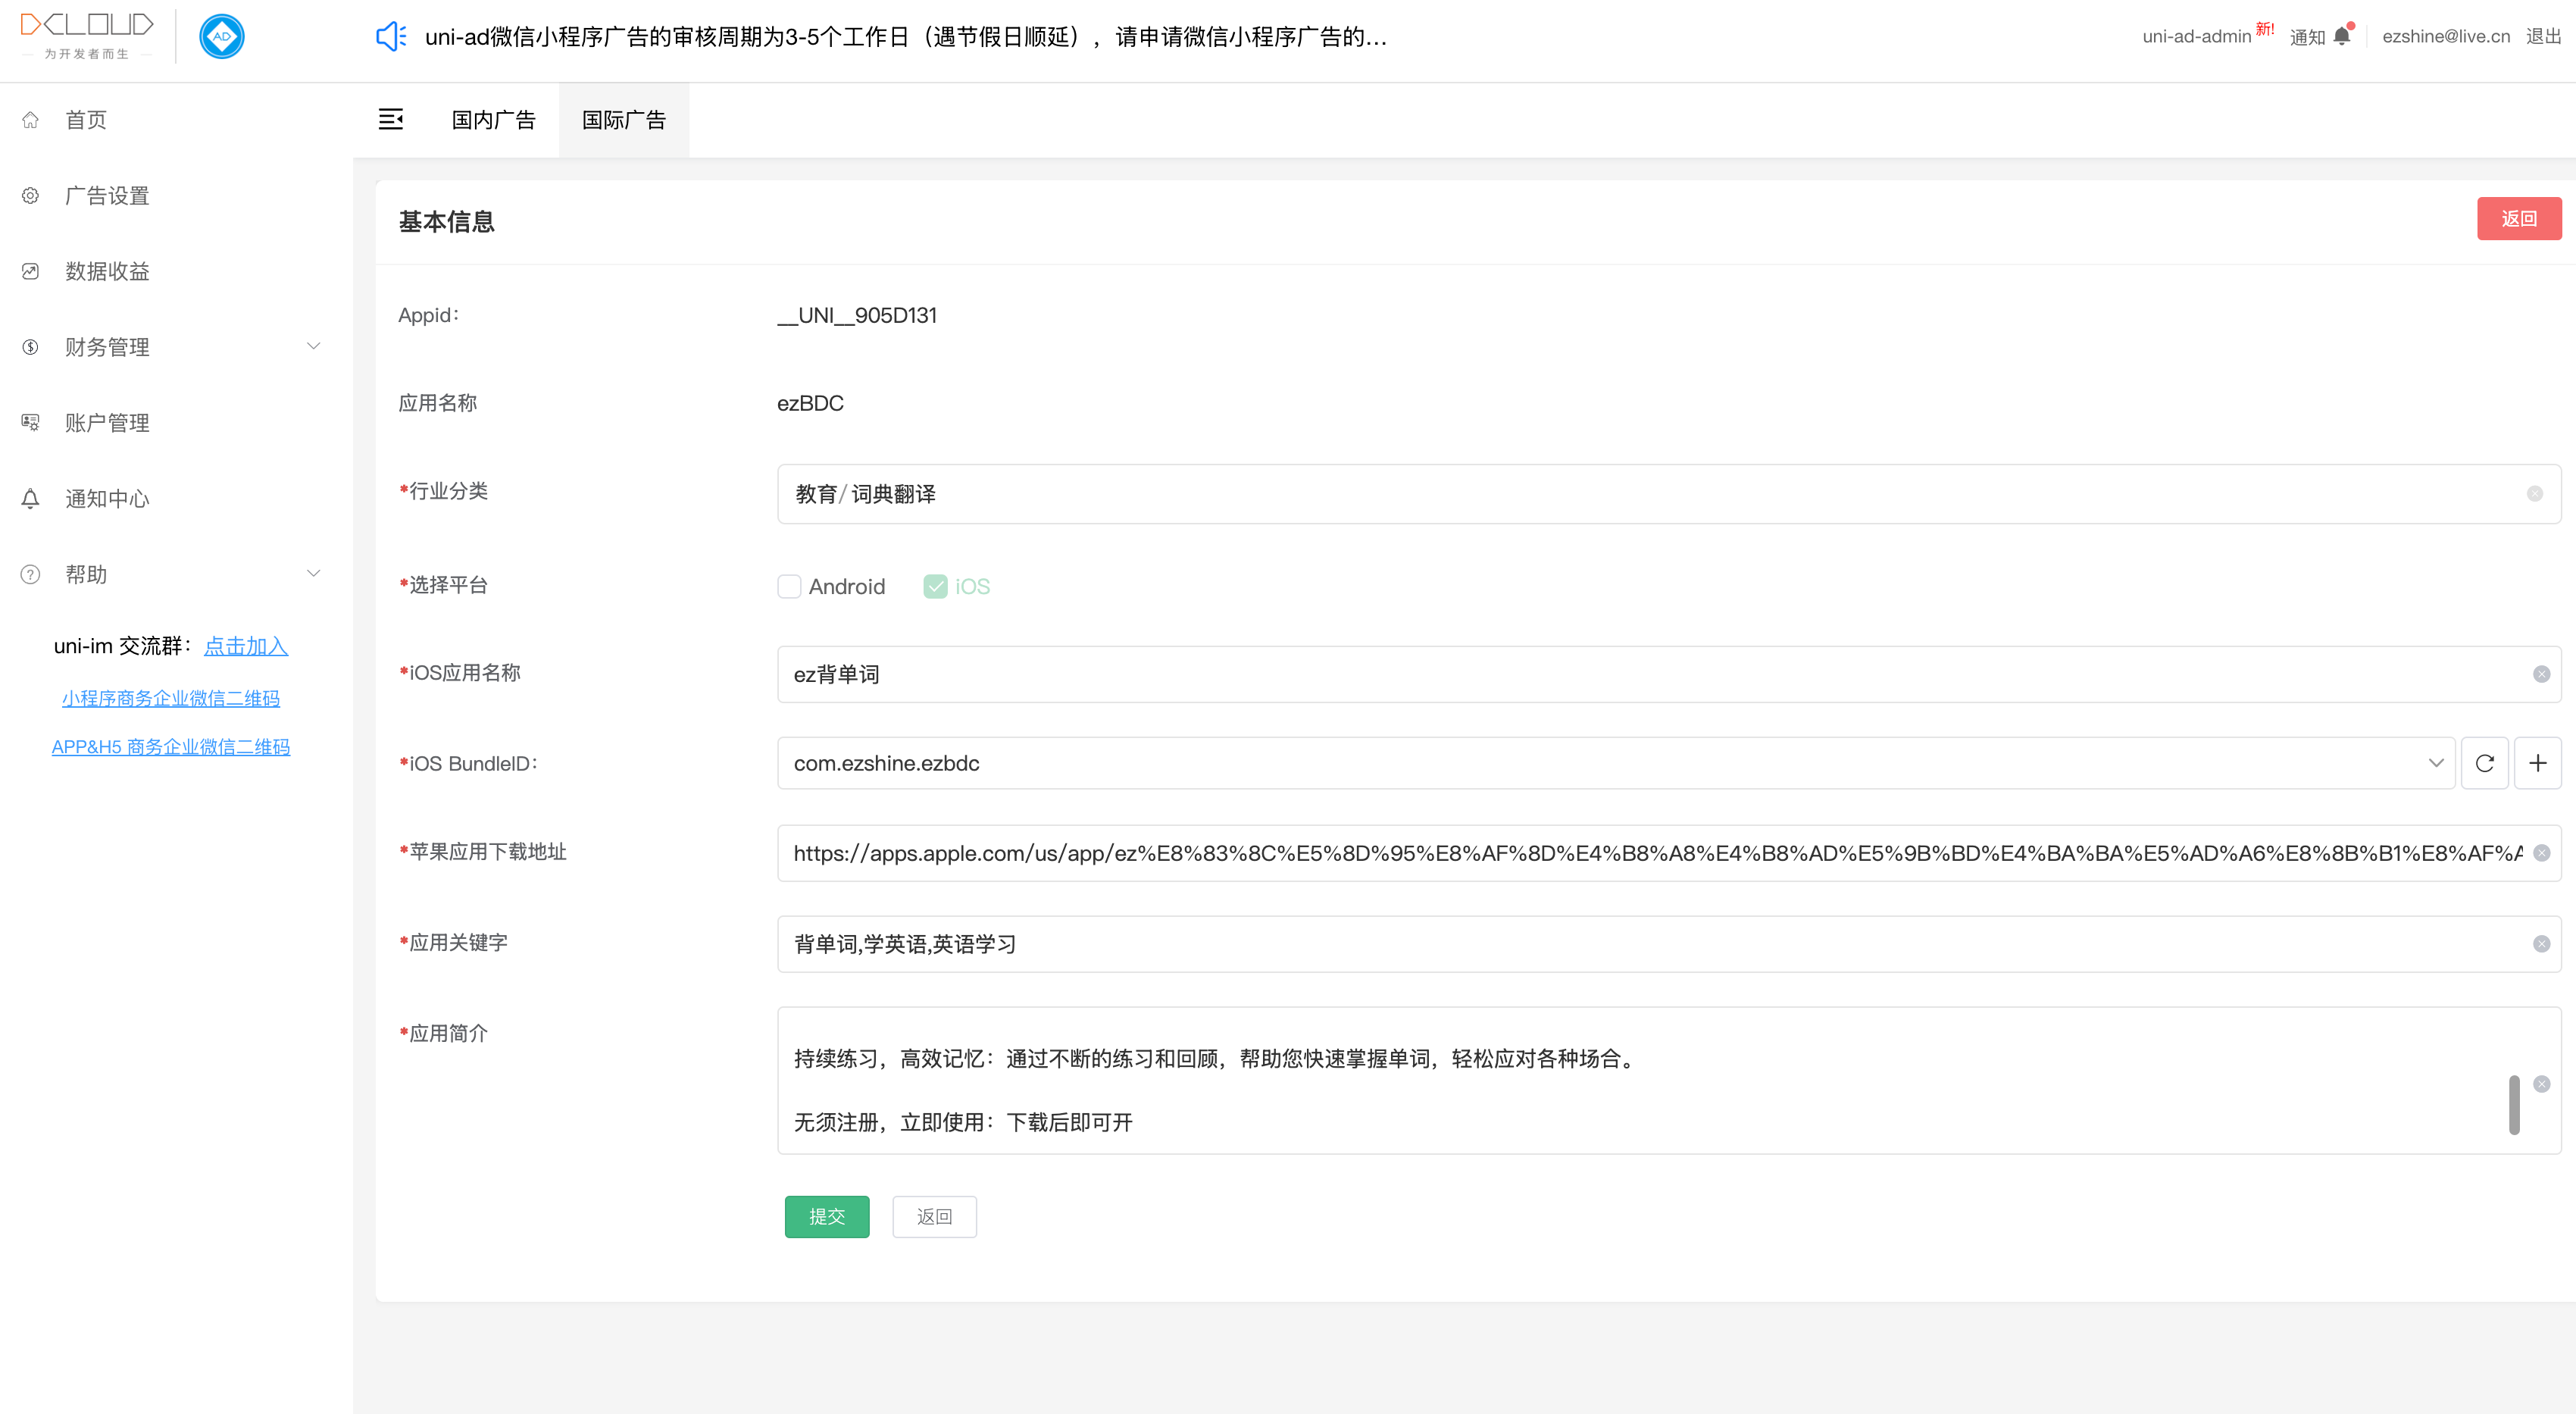 DCLOUD
为开发者而生
AD
uni-ad微信小程序广告的审核周期为3-5个工作日（遇节假日顺延），请申请微信小程序广告的...
uni-ad-admin 新! 通知 ezshine@live.cn 退出
首页
广告设置
数据收益
财务管理
账户管理
通知中心
帮助
uni-im 交流群：点击加入
小程序商务企业微信二维码
APP&H5 商务企业微信二维码
国内广告 国际广告
基本信息
返回
Appid： __UNI__905D131
应用名称 ezBDC
*行业分类 教育/ 词典翻译
*选择平台 Android iOS
*iOS应用名称 ez背单词
*iOS BundleID： com.ezshine.ezbdc
*苹果应用下载地址 https://apps.apple.com/us/app/ez%E8%83%8C%E5%8D%95%E8%AF%8D%E4%B8%A8%E4%B8%AD%E5%9B%BD%E4%BA%BA%E5%AD%A6%E8%8B%B1%E8%AF%A
*应用关键字 背单词,学英语,英语学习
*应用简介
持续练习，高效记忆：通过不断的练习和回顾，帮助您快速掌握单词，轻松应对各种场合。
无须注册，立即使用：下载后即可开
提交 返回